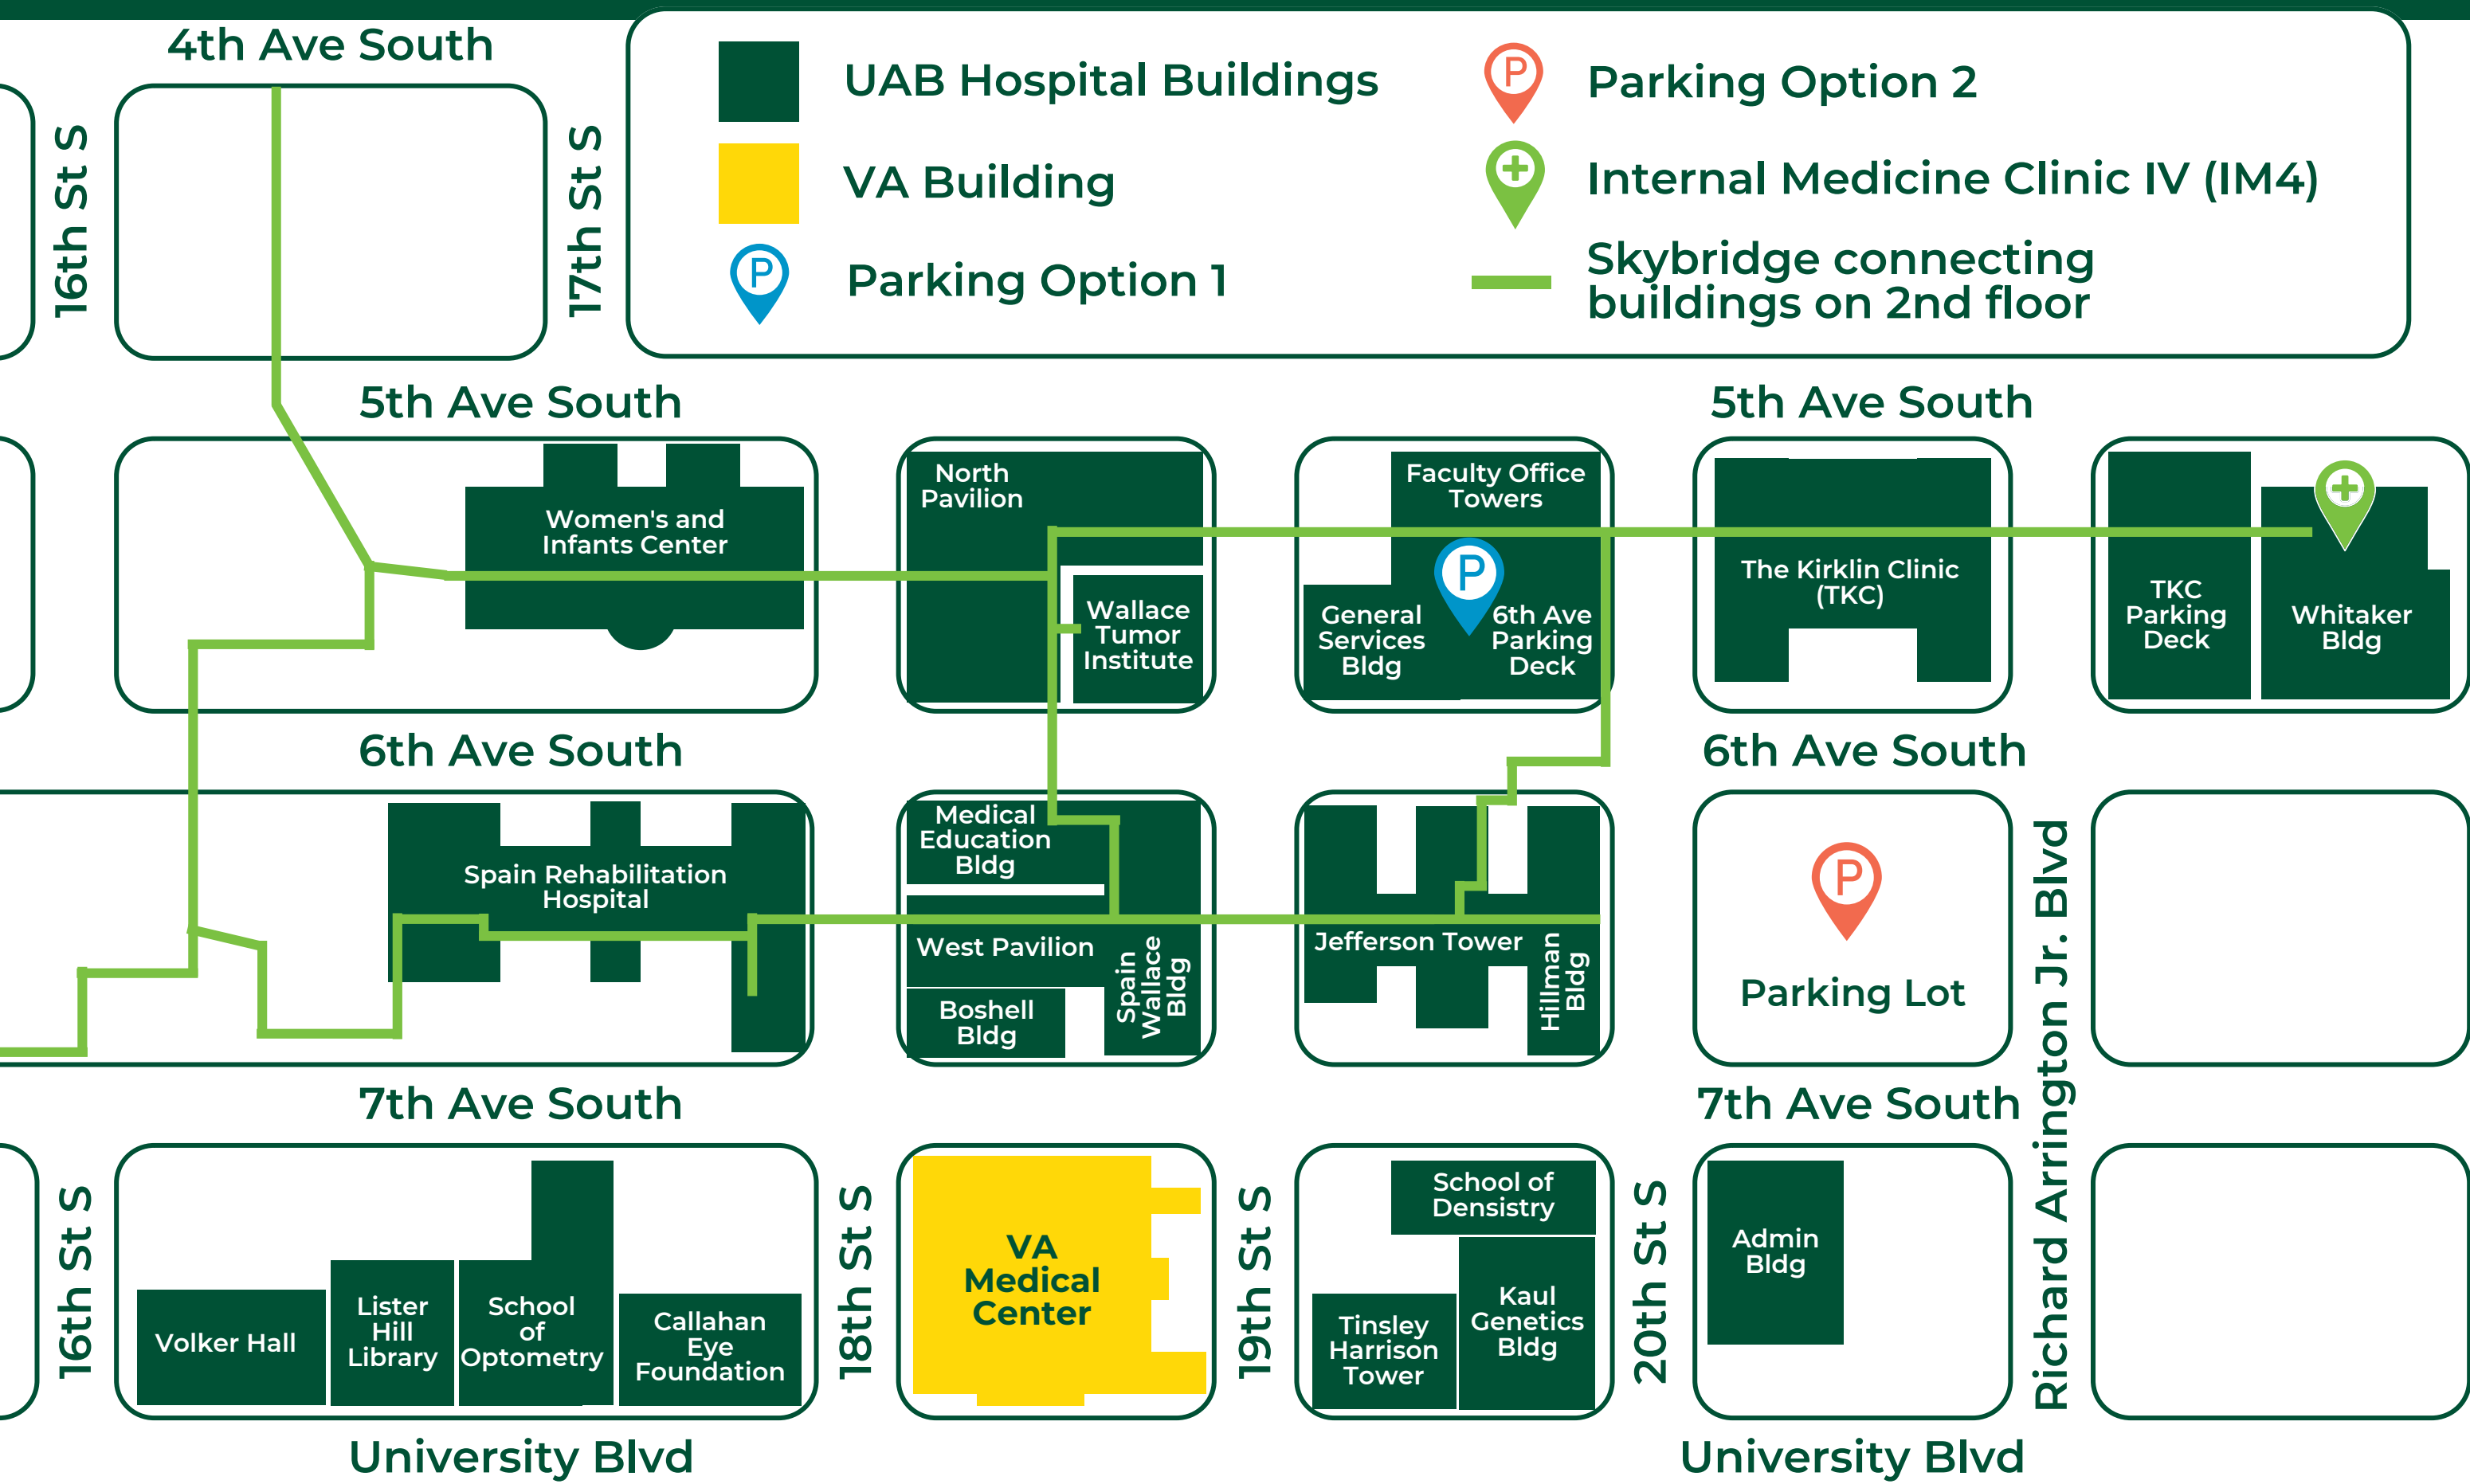 4th Ave South
UAB Hospital Buildings
P
Parking Option 2
16th St S
17th St S
VA Building
Internal Medicine Clinic IV (IM4)
P
Parking Option 1
Skybridge connecting
buildings on 2nd floor
5th Ave South
5th Ave South
Women's and
Infants Center
North
Pavilion
Wallace
Tumor
Institute
Faculty Office
Towers
P
General
Services
Bldg
6th Ave
Parking
Deck
The Kirklin Clinic
(TKC)
TKC
Parking
Deck
Whitaker
Bldg
6th Ave South
6th Ave South
Spain Rehabilitation
Hospital
Medical
Education
Bldg
West Pavilion
Boshell
Bldg
Spain
Wallace
Bldg
Jefferson Tower
Hillman
Bldg
P
Parking Lot
Richard Arrington Jr. Blvd
7th Ave South
7th Ave South
16th St S
Volker Hall
Lister
Hill
Library
School
of
Optometry
Callahan
Eye
Foundation
18th St S
VA
Medical
Center
19th St S
School of
Densistry
Tinsley
Harrison
Tower
Kaul
Genetics
Bldg
20th St S
Admin
Bldg
University Blvd
University Blvd